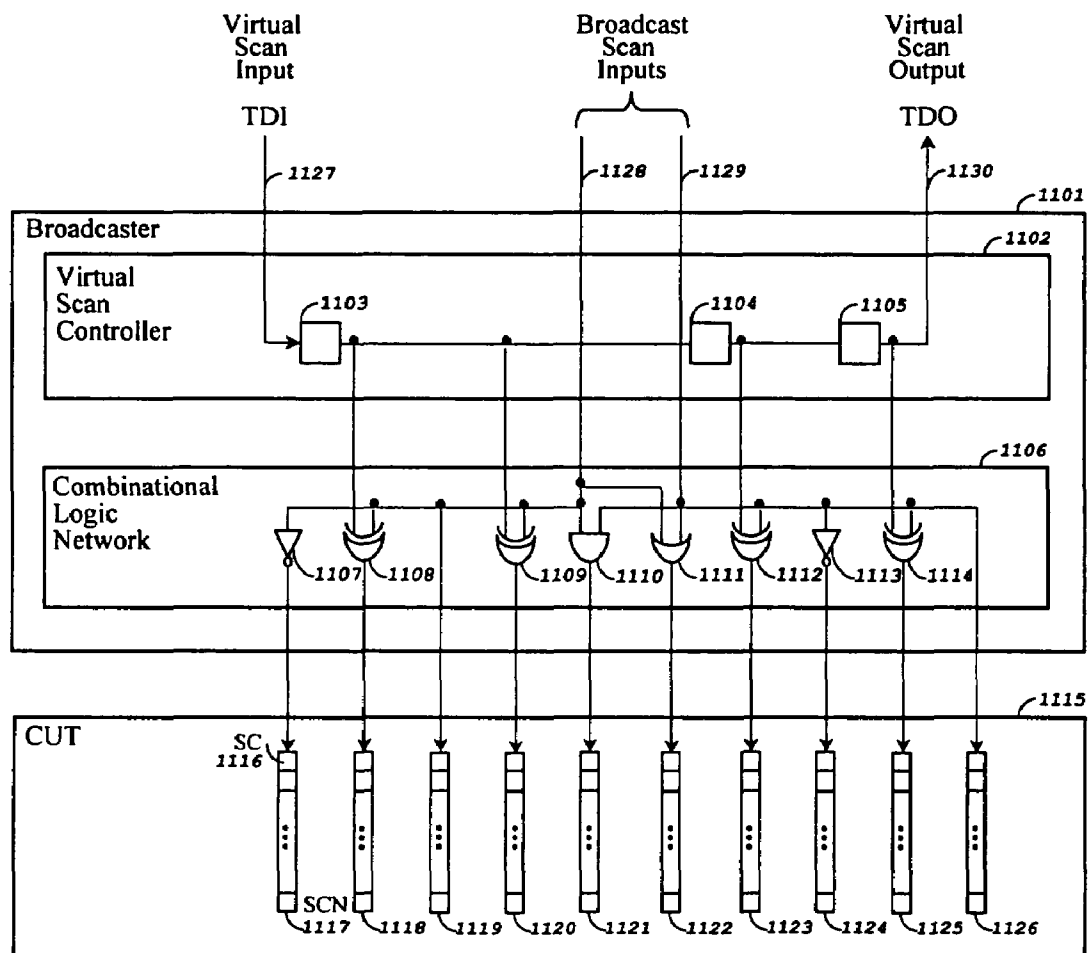 Virtual
Scan
Input
Broadcast
Scan
Inputs
Virtual
Scan
Output
TDI
TDO
1127
1128
1129
1130
1101
Broadcaster
1102
Virtual
Scan
Controller
1103
1104
1105
1106
Combinational
Logic
Network
1107
1108
1109
1110
1111
1112
1113
1114
1115
CUT
SC
1116
SCN
1117
1118
1119
1120
1121
1122
1123
1124
1125
1126